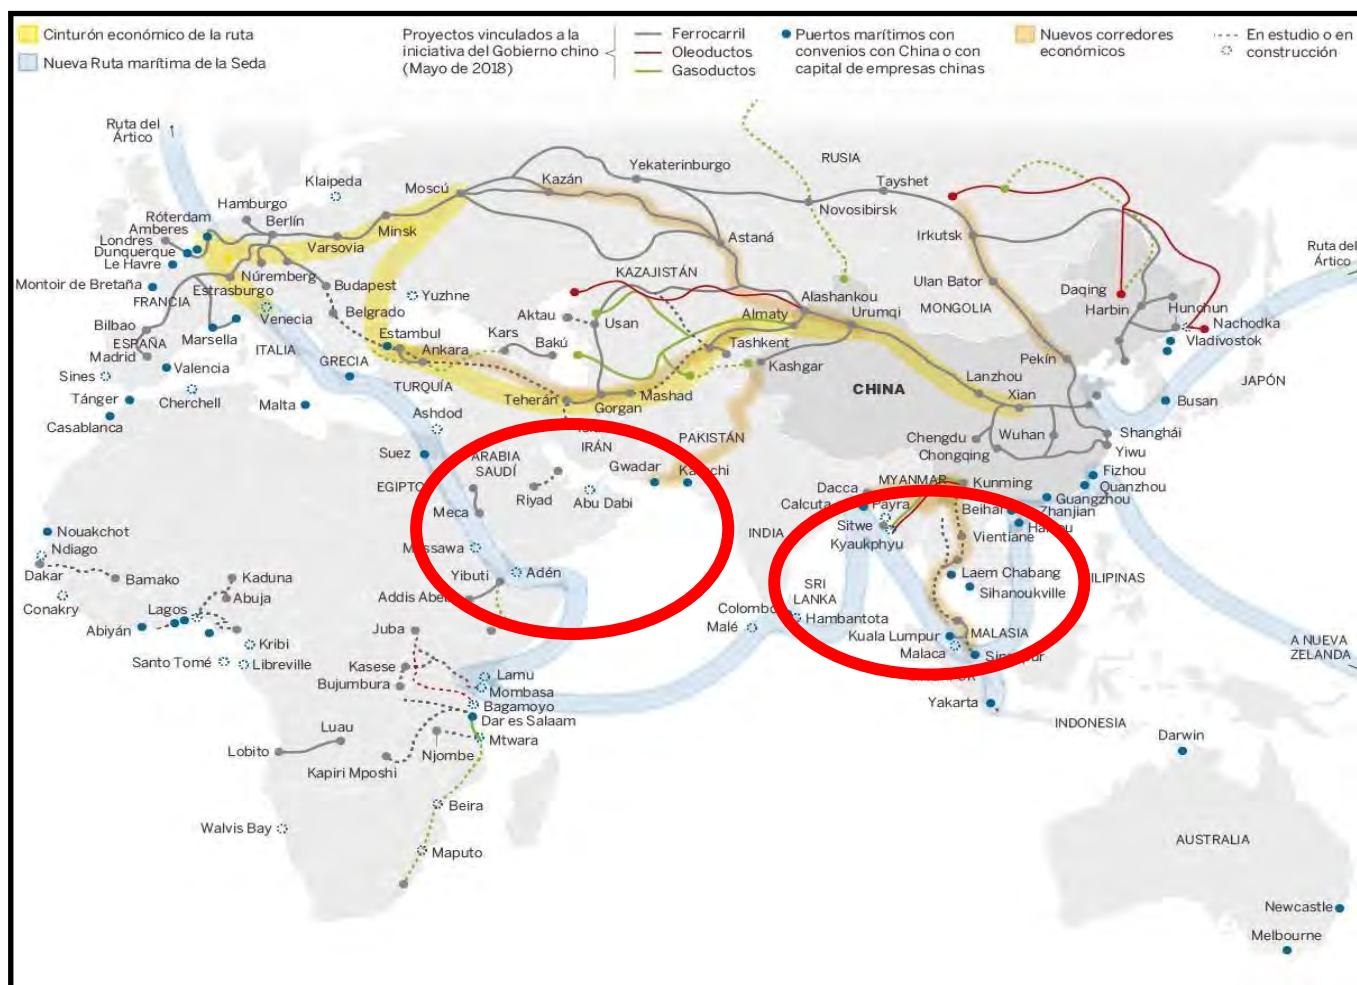 Cinturón económico de la ruta
Nueva Ruta marítima de la Seda
Proyectos vinculados a la
iniciativa del Gobierno chino
(Mayo de 2018)
Ferrocarril
Oleoductos
Gasoductos
Puertos marítimos con
convenios con China o con
capital de empresas chinas
Nuevos corredores
económicos
En estudio o en
construcción
Ruta del
Ártico
Klaipeda
Moscú
Kazán
Yekaterinburgo
RUSIA
Tayshet
Novosibirsk
Hamburgo
Róterdam
Berlín
Amberes
Londres
Dunquerque
Le Havre
Varsovia
Minsk
Astaná
Irkutsk
Ruta del
Ártico
Montoir de Bretaña
Núremberg
Estrasburgo
FRANCIA
Budapest
Yuzhne
KAZAJISTÁN
Alashankou
Ulan Bator
MONGOLIA
Daqing
Harbin
Hunchun
Nachodka
Vladivostok
Venecia
Belgrado
Aktau
Usan
Almaty
Urumqi
Bilbao
ESPAÑA
Madrid
Marsella
ITALIA
Estambul
Ankara
Kars
Bakú
Tashkent
Kashgar
Pekín
GRECIA
TURQUÍA
Valencia
Sines
Cherchell
Tánger
Casablanca
Malta
Ashdod
Teherán
Gorgan
Mashad
CHINA
Lanzhou
Xian
JAPÓN
Busan
IRÁN
PAKISTÁN
Chengdu
Chongqing
Wuhan
Shanghái
Yiwu
Suez
ARABIA
SAUDÍ
Riyad
Abu Dabi
Gwadar
EGIPTO
Meca
Dacca
MYANMAR
Kunming
Fizhou
Quanzhou
Guangzhou
Calcuta
Payra
Beihai
Zhanjian
Sitwe
Kyaukphyu
INDIA
Vientiane
Nouakchot
Ndiago
Dakar
Bamako
Kaduna
Abuja
Conakry
Abiyán
Lagos
Kribi
Santo Tomé
Libreville
Massawa
Yibuti
Adén
Addis Abeba
Juba
Laem Chabang
Sihanoukville
SRI
LANKA
Colombo
Hambantota
Malé
Kuala Lumpur
MALASIA
Malaca
Kasese
Bujumbura
Lamu
Mombasa
Bagamoyo
Dar es Salaam
Mtwara
Yakarta
INDONESIA
A NUEVA
ZELANDA
Darwin
Luau
Lobito
Kapiri Mposhi
Njombe
Beira
Walvis Bay
Maputo
AUSTRALIA
Newcastle
Melbourne